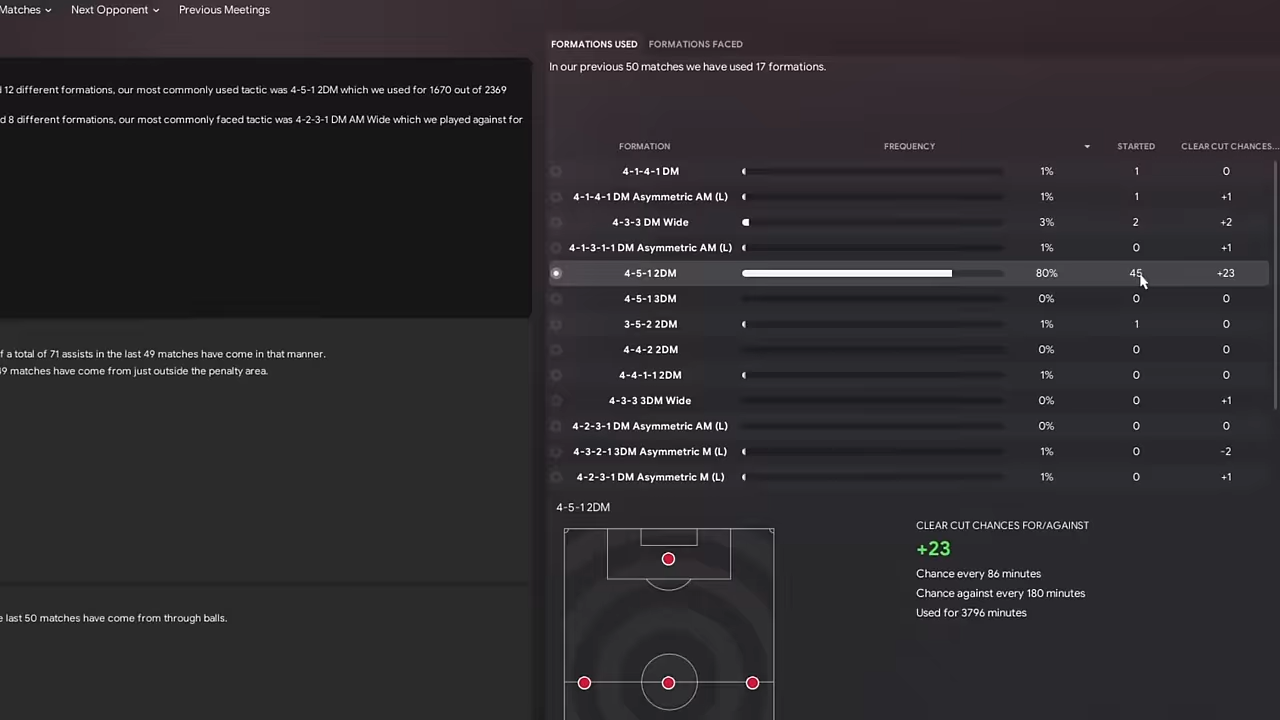 Matches Next Opponent Previous Meetings
d 12 different formations, our most commonly used tactic was 4-5-1 2DM which we used for 1670 out of 2369
d 8 different formations, our most commonly faced tactic was 4-2-3-1 DM AM Wide which we played against for
f a total of 71 assists in the last 49 matches have come in that manner.
49 matches have come from just outside the penalty area.
e last 50 matches have come from through balls.
FORMATIONS USED FORMATIONS FACED
In our previous 50 matches we have used 17 formations.
FORMATION FREQUENCY STARTED CLEAR CUT CHANCES...
4-1-4-1 DM 1% 1 0
4-1-4-1 DM Asymmetric AM (L) 1% 1 +1
4-3-3 DM Wide 3% 2 +2
4-1-3-1-1 DM Asymmetric AM (L) 1% 0 +1
4-5-1 2DM 80% 45 +23
4-5-1 3DM 0% 0 0
3-5-2 2DM 1% 1 0
4-4-2 2DM 0% 0 0
4-4-1-1 2DM 1% 0 0
4-3-3 3DM Wide 0% 0 +1
4-2-3-1 DM Asymmetric AM (L) 0% 0 0
4-3-2-1 3DM Asymmetric M (L) 1% 0 -2
4-2-3-1 DM Asymmetric M (L) 1% 0 +1
4-5-1 2DM
CLEAR CUT CHANCES FOR/AGAINST
+23
Chance every 86 minutes
Chance against every 180 minutes
Used for 3796 minutes